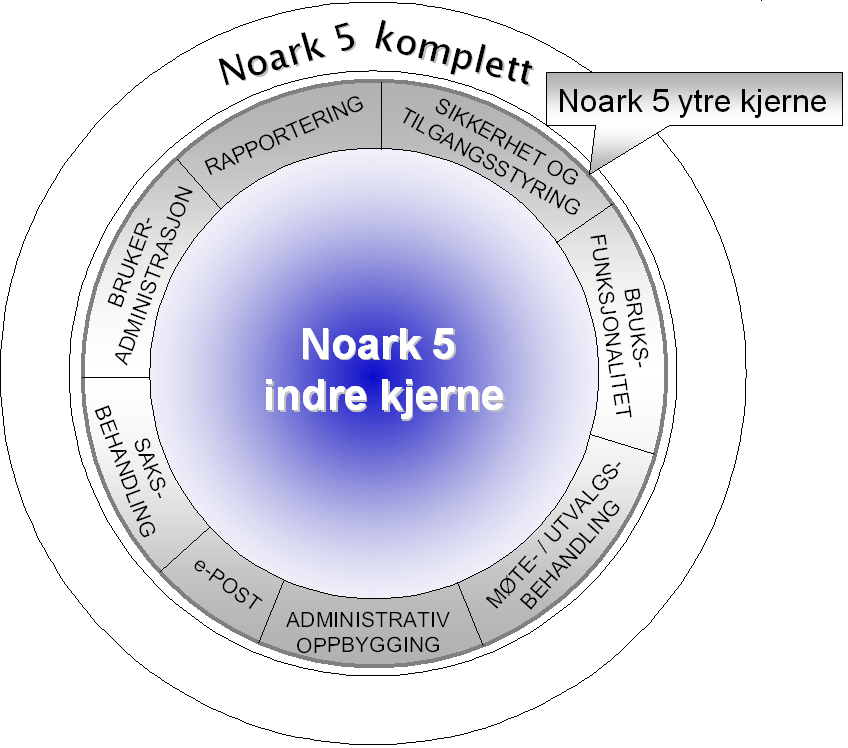 Noark 5 komplett
Noark 5 ytre kjerne
RAPPORTERING
SIKKERHET OG
TILGANGSSTYRING
BRUKS-
FUNKSJONALITET
MØTE- / UTVALGS-
BEHANDLING
ADMINISTRATIV
OPPBYGGING
e-POST
SAKS-
BEHANDLING
BRUKER-
ADMINISTRASJON
Noark 5
indre kjerne